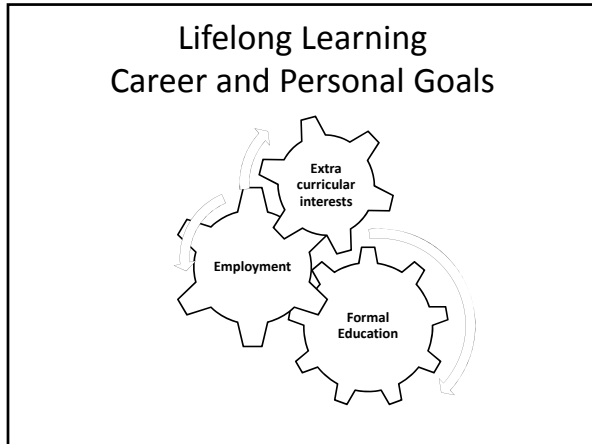 Lifelong Learning
Career and Personal Goals
Extra
curricular
interests
Employment
Formal
Education